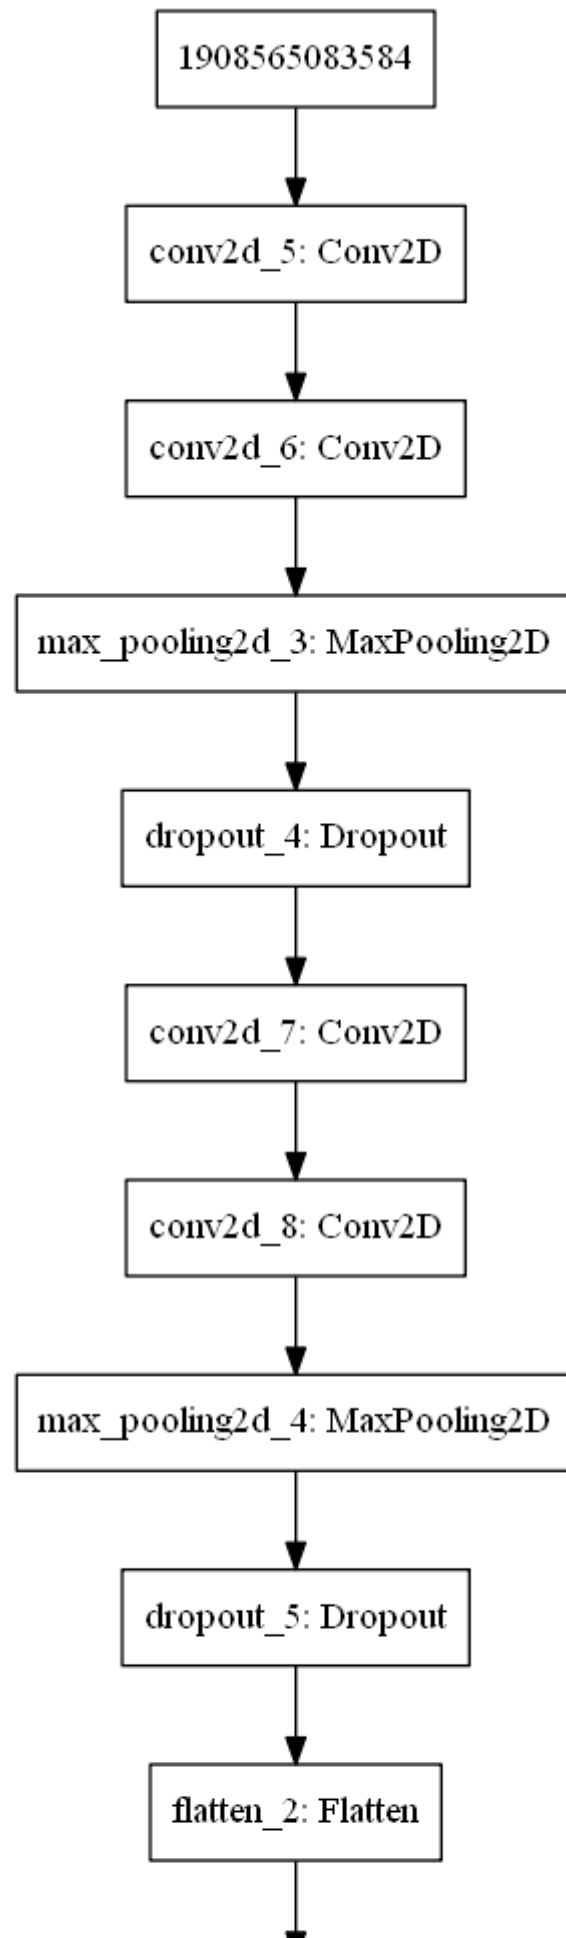 1908565083584
conv2d_5: Conv2D
conv2d_6: Conv2D
max_pooling2d_3: MaxPooling2D
dropout_4: Dropout
conv2d_7: Conv2D
conv2d_8: Conv2D
max_pooling2d_4: MaxPooling2D
dropout_5: Dropout
flatten_2: Flatten